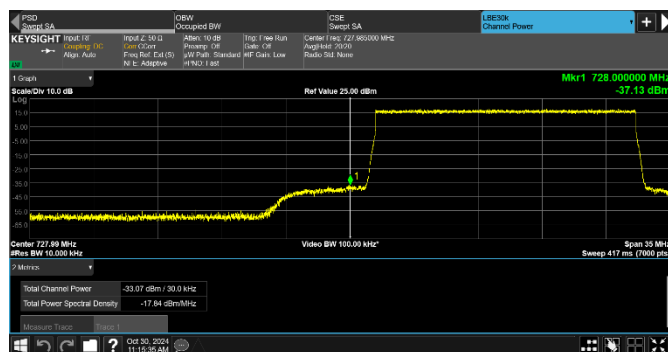 PSD
Swept SA
OBW
Occupied BW
CSE
Swept SA
LBE30k
Channel Power
KEYSIGHT
Input: RF
Coupling: DC
Align: Auto
Input Z: 50 Ω
Corr CCorr
Freq Ref: Ext (S)
NFE: Adaptive
Atten: 10 dB
Preamp: Off
µW Path: Standard
#PNO: Fast
Trig: Free Run
Gate: Off
#IF Gain: Low
Center Freq: 727.985000 MHz
Avg|Hold: 20/20
Radio Std: None
1 Graph
Scale/Div 10.0 dB
Ref Value 25.00 dBm
Mkr1 728.000000 MHz
-37.13 dBm
Log
15.0
5.00
-5.00
-15.0
-25.0
-35.0
-45.0
-55.0
-65.0
1
Center 727.99 MHz
#Res BW 10.000 kHz
Video BW 100.00 kHz*
Span 35 MHz
Sweep 417 ms (7000 pts)
2 Metrics
Total Channel Power
-33.07 dBm / 30.0 kHz
Total Power Spectral Density
-17.84 dBm/MHz
Measure Trace
Trace 1
?
Oct 30, 2024
11:15:35 AM